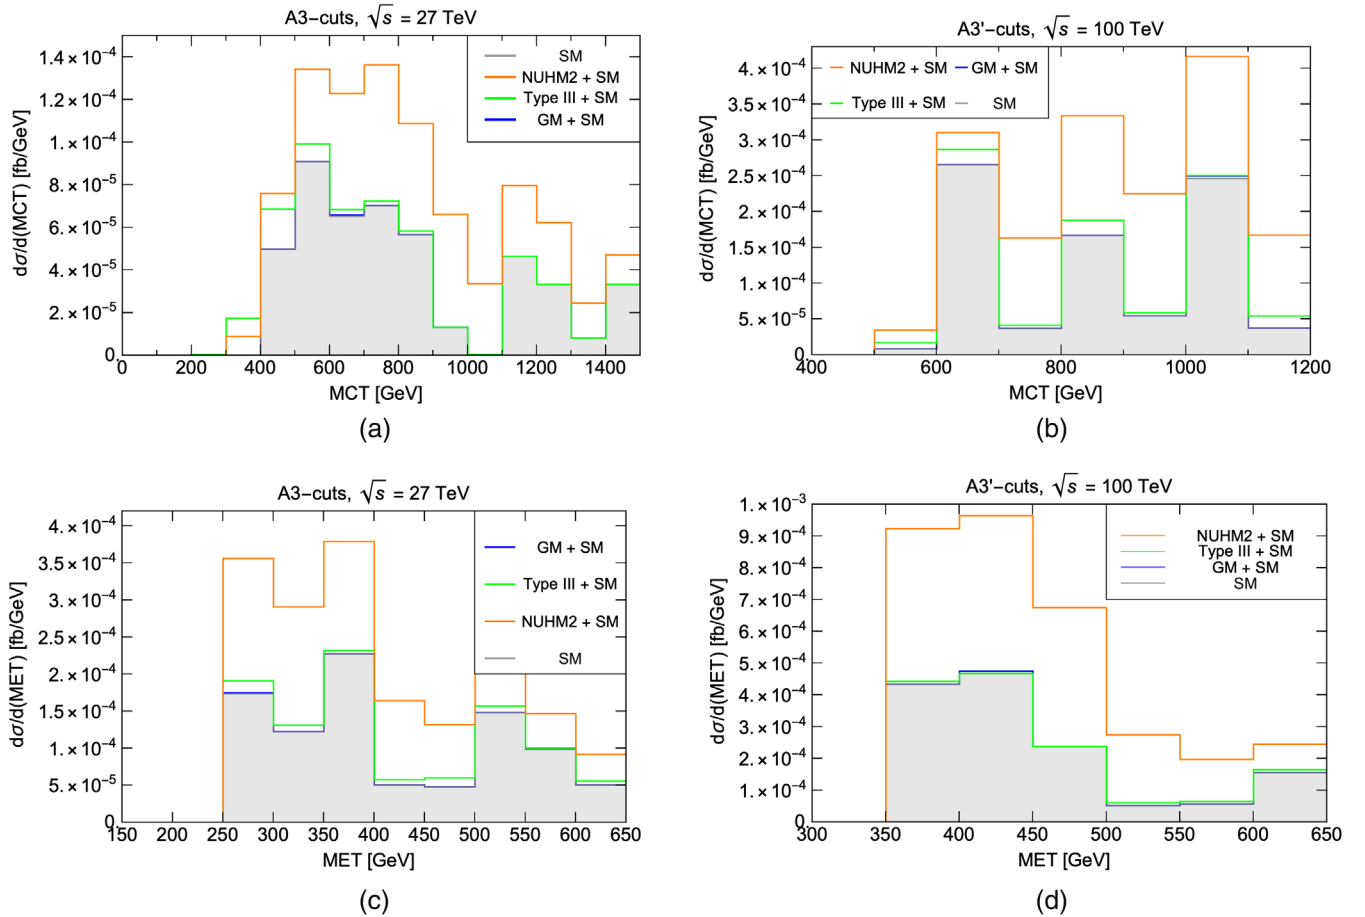 A3−cuts, √s = 27 TeV
dσ/d(MCT) [fb/GeV]
1.4×10⁻⁴
1.2×10⁻⁴
1.×10⁻⁴
8.×10⁻⁵
6.×10⁻⁵
4.×10⁻⁵
2.×10⁻⁵
0.
SM
NUHM2 + SM
Type III + SM
GM + SM
0 200 400 600 800 1000 1200 1400
MCT [GeV]
(a)
A3'−cuts, √s = 100 TeV
dσ/d(MCT) [fb/GeV]
4.×10⁻⁴
3.5×10⁻⁴
3.×10⁻⁴
2.5×10⁻⁴
2.×10⁻⁴
1.5×10⁻⁴
1.×10⁻⁴
5.×10⁻⁵
0.
NUHM2 + SM GM + SM
Type III + SM SM
400 600 800 1000 1200
MCT [GeV]
(b)
A3−cuts, √s = 27 TeV
dσ/d(MET) [fb/GeV]
4.×10⁻⁴
3.5×10⁻⁴
3.×10⁻⁴
2.5×10⁻⁴
2.×10⁻⁴
1.5×10⁻⁴
1.×10⁻⁴
5.×10⁻⁵
0
GM + SM
Type III + SM
NUHM2 + SM
SM
150 200 250 300 350 400 450 500 550 600 650
MET [GeV]
(c)
A3'−cuts, √s = 100 TeV
dσ/d(MET) [fb/GeV]
1.×10⁻³
9.×10⁻⁴
8.×10⁻⁴
7.×10⁻⁴
6.×10⁻⁴
5.×10⁻⁴
4.×10⁻⁴
3.×10⁻⁴
2.×10⁻⁴
1.×10⁻⁴
0
NUHM2 + SM
Type III + SM
GM + SM
SM
300 350 400 450 500 550 600 650
MET [GeV]
(d)